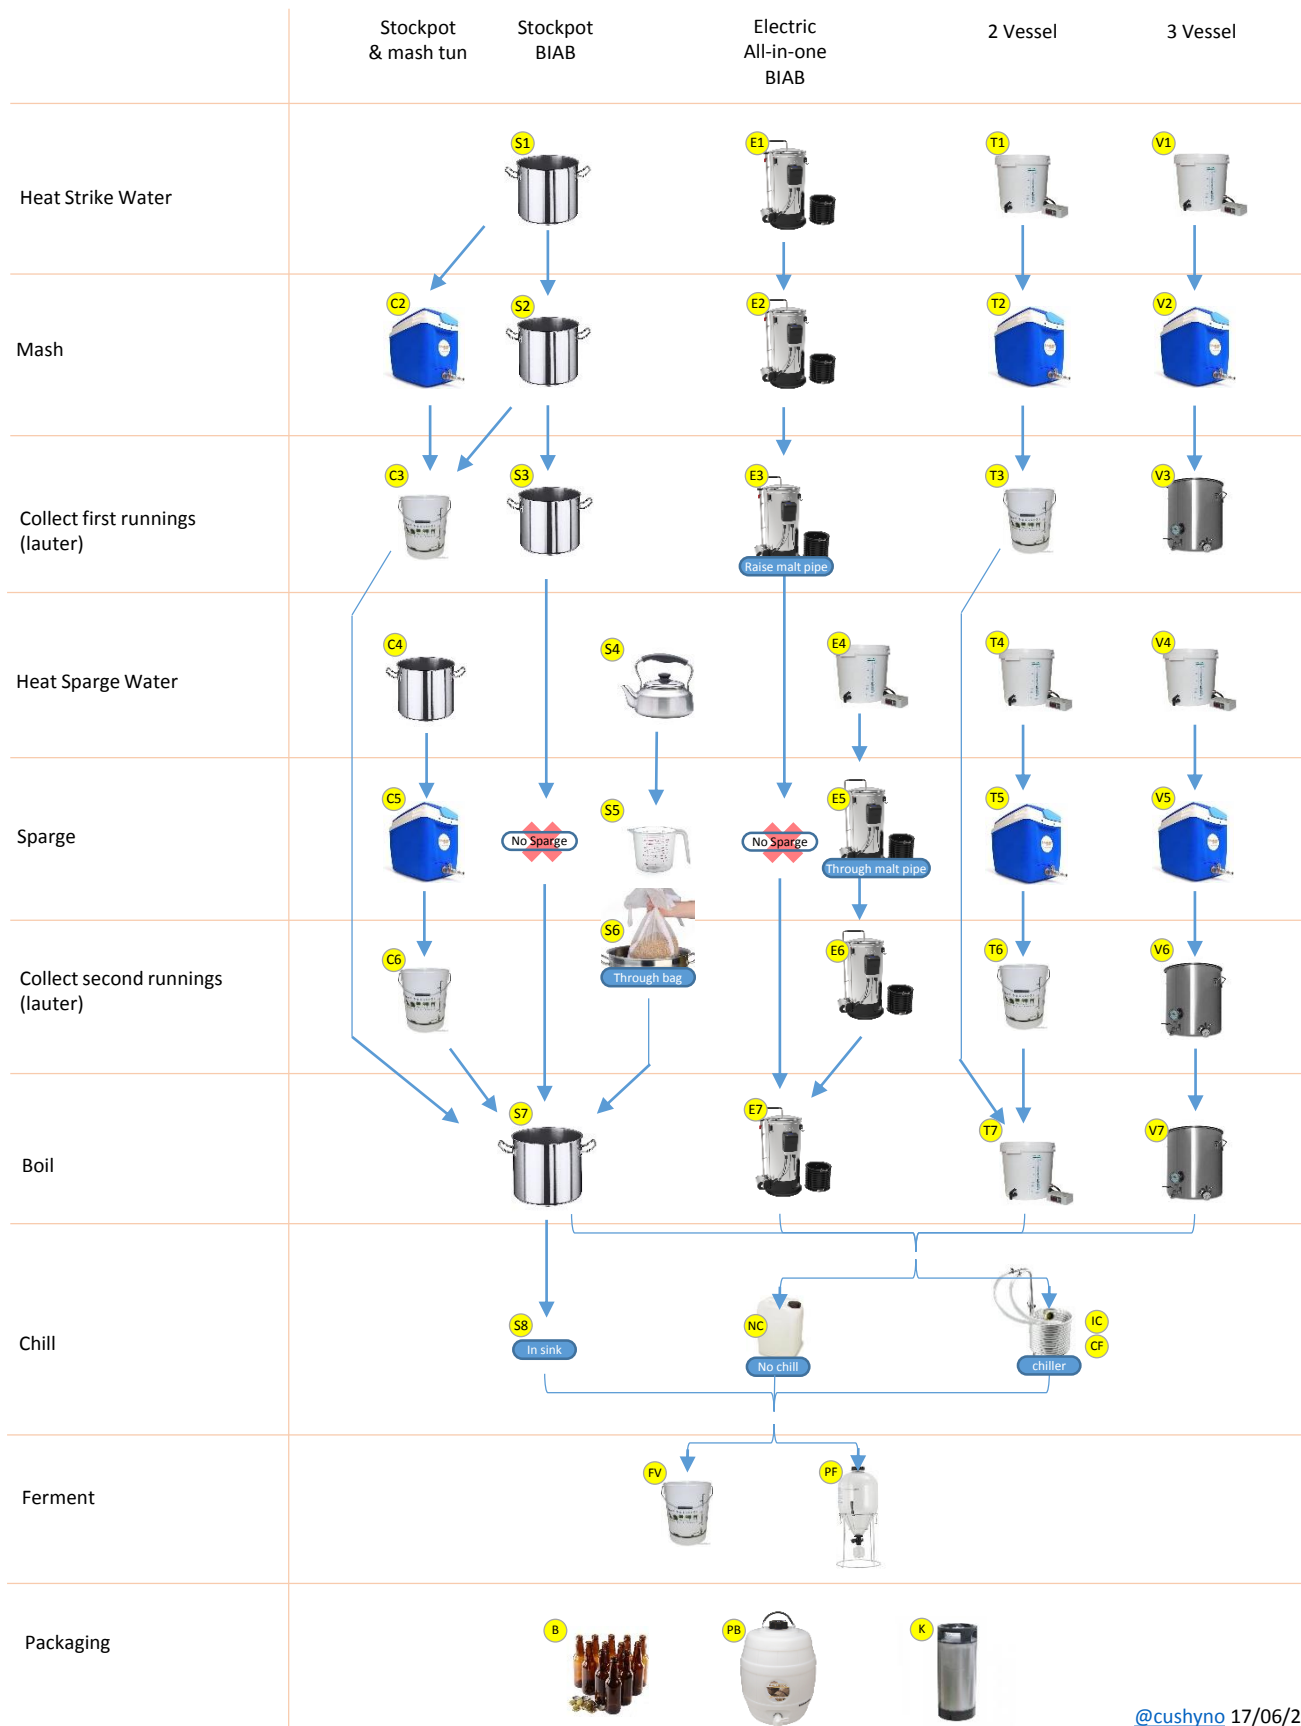 Stockpot
& mash tun
Stockpot
BIAB
Electric
All-in-one
BIAB
2 Vessel
3 Vessel
Heat Strike Water
S1
E1
T1
V1
Mash
C2
S2
E2
T2
V2
Collect first runnings
(lauter)
C3
S3
E3
T3
V3
Raise malt pipe
Heat Sparge Water
C4
S4
E4
T4
V4
Sparge
C5
No Sparge
S5
No Sparge
E5
T5
V5
Through malt pipe
Collect second runnings
(lauter)
C6
S6
E6
T6
V6
Through bag
Boil
S7
E7
T7
V7
Chill
S8
In sink
NC
No chill
IC
CF
chiller
Ferment
FV
PF
Packaging
B
PB
K
@cushyno 17/06/2